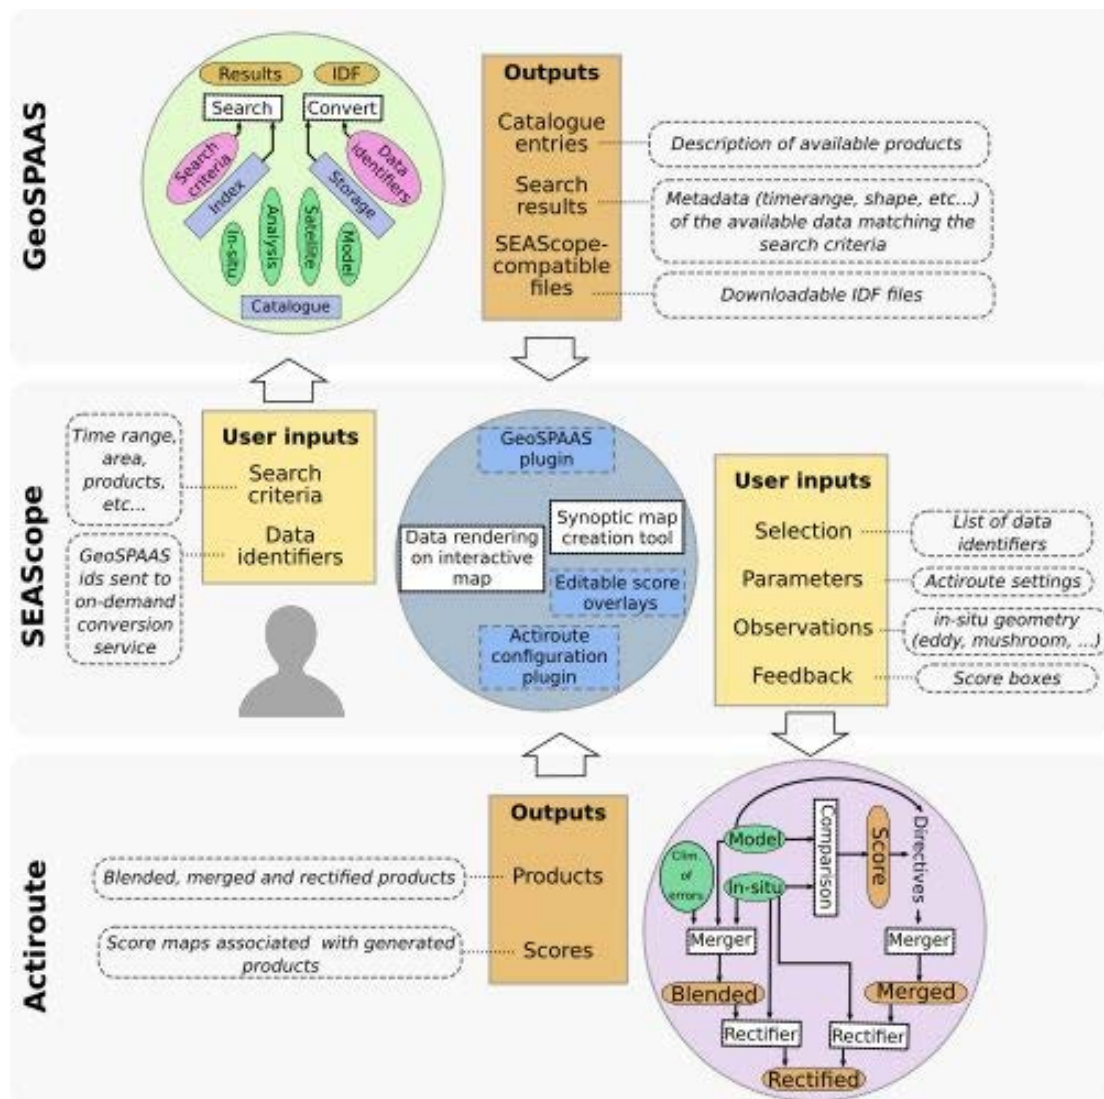 GeoSPAAS
Results
IDF
Search
Convert
Search
criteria
Data
identifiers
Index
Storage
In-situ
Analysis
Satellite
Model
Catalogue
Outputs
Catalogue
entries
Search
results
SEAScope-
compatible
files
Description of available products
Metadata (timerange, shape, etc...)
of the available data matching the
search criteria
Downloadable IDF files
SEAScope
Time range,
area,
products,
etc...
GeoSPAAS
ids sent to
on-demand
conversion
service
User inputs
Search
criteria
Data
identifiers
GeoSPAAS
plugin
Synoptic map
creation tool
Data rendering
on interactive
map
Editable score
overlays
Actiroute
configuration
plugin
User inputs
Selection
Parameters
Observations
Feedback
List of data
identifiers
Actiroute settings
in-situ geometry
(eddy, mushroom, ...)
Score boxes
Actiroute
Blended, merged and rectified products
Score maps associated with generated
products
Outputs
Products
Scores
Model
Clim.
of
errors
In-situ
Comparison
Score
Directives
Merger
Merger
Blended
Merged
Rectifier
Rectifier
Rectified